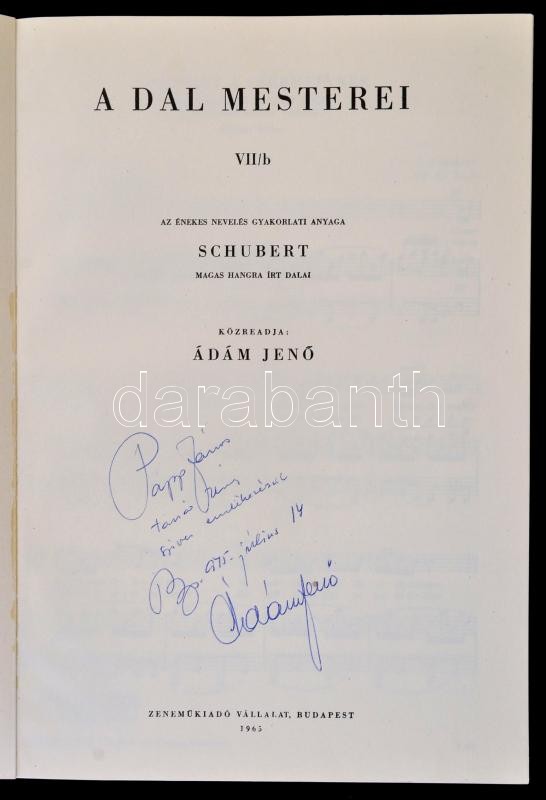 A DAL MESTEREI
VII/b
AZ ÉNEKES NEVELÉS GYAKORLATI ANYAGA
SCHUBERT
MAGAS HANGRA ÍRT DALAI
KÖZREADJA:
ÁDÁM JENŐ
darabanth
Papp János
tanár
szíves emlékezésül
Bp. 1975. július 14
Ádám Jenő
ZENEMŰKIADÓ VÁLLALAT, BUDAPEST
1965